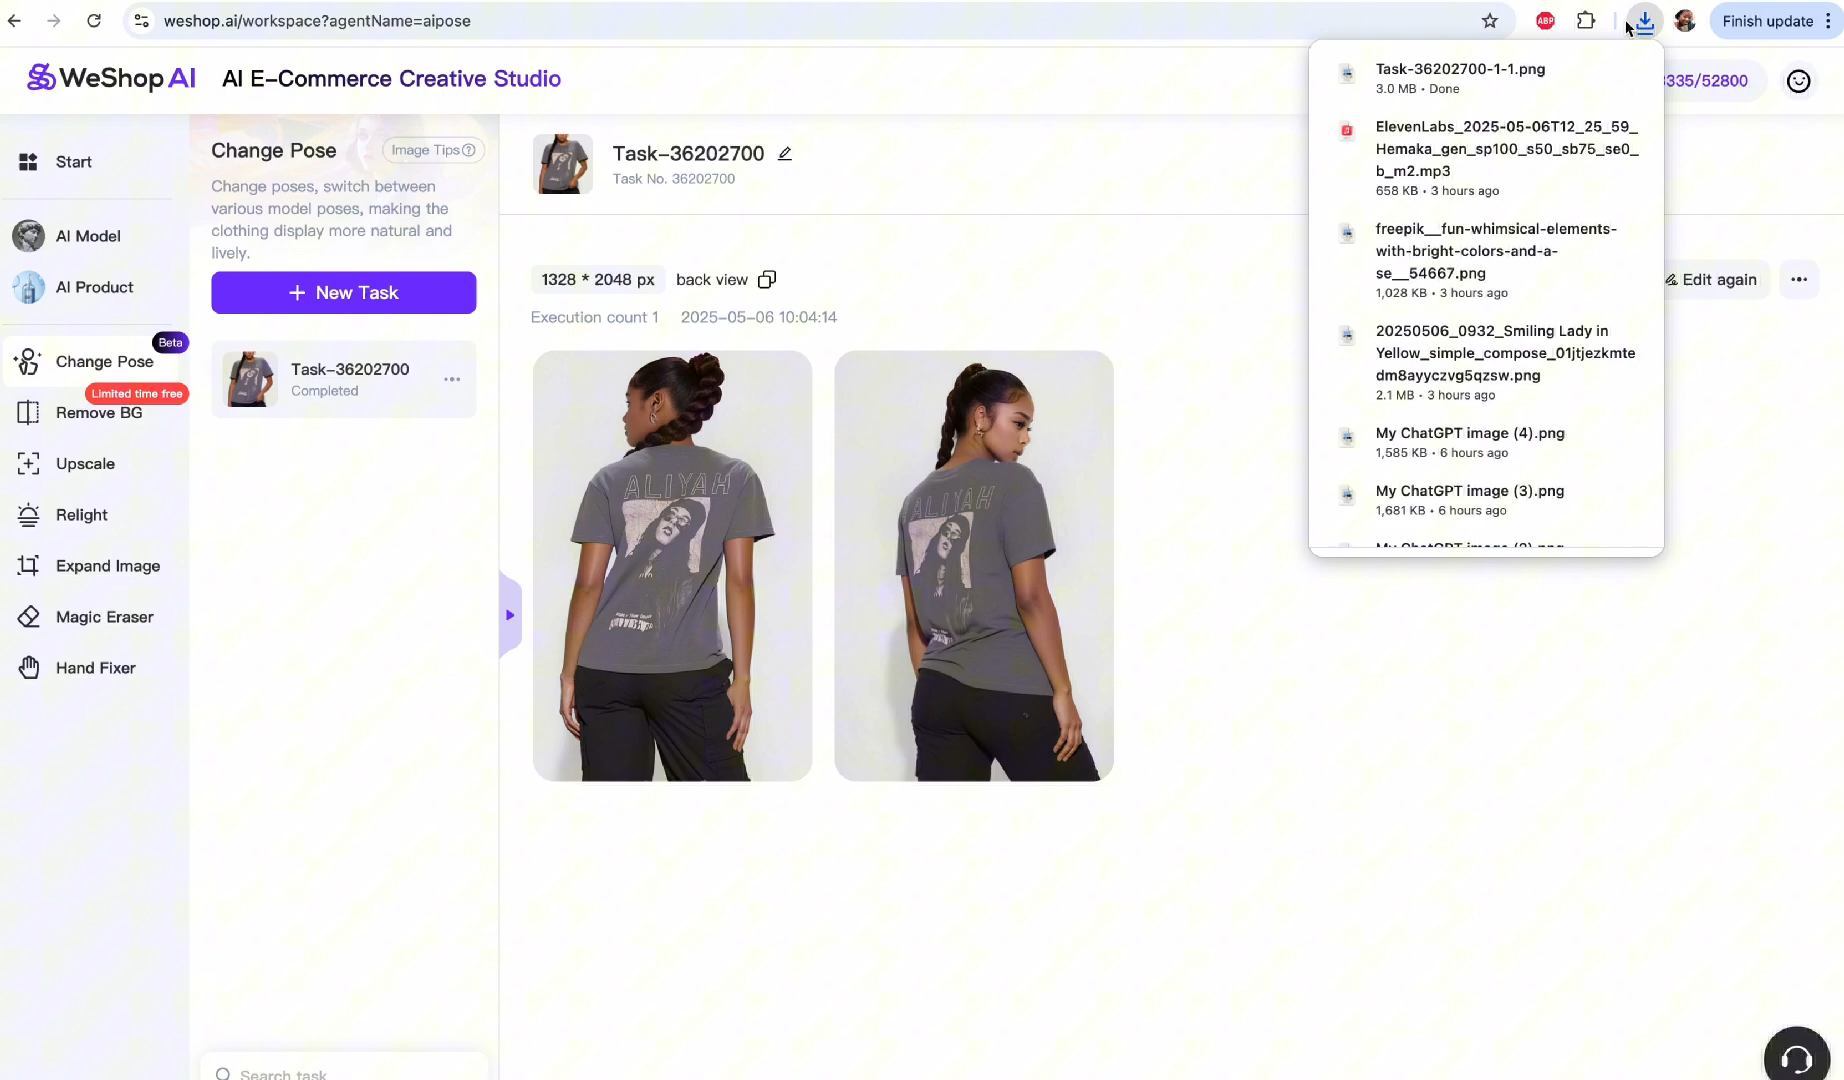 weshop.ai/workspace?agentName=aipose
ABP
Finish update
WeShop AI
AI E-Commerce Creative Studio
3335/52800
Start
AI Model
AI Product
Beta
Change Pose
Limited time free
Remove BG
Upscale
Relight
Expand Image
Magic Eraser
Hand Fixer
Change Pose
Image Tips
Change poses, switch between
various model poses, making the
clothing display more natural and
lively.
+ New Task
Task-36202700
Completed
Search task
Task-36202700
Task No. 36202700
1328 * 2048 px
back view
Execution count 1
2025-05-06 10:04:14
Edit again
ALIYAH
ALIYAH
Task-36202700-1-1.png
3.0 MB • Done
ElevenLabs_2025-05-06T12_25_59_
Hemaka_gen_sp100_s50_sb75_se0_
b_m2.mp3
658 KB • 3 hours ago
freepik__fun-whimsical-elements-
with-bright-colors-and-a-
se__54667.png
1,028 KB • 3 hours ago
20250506_0932_Smiling Lady in
Yellow_simple_compose_01jtjezkmte
dm8ayyczvg5qzsw.png
2.1 MB • 3 hours ago
My ChatGPT image (4).png
1,585 KB • 6 hours ago
My ChatGPT image (3).png
1,681 KB • 6 hours ago